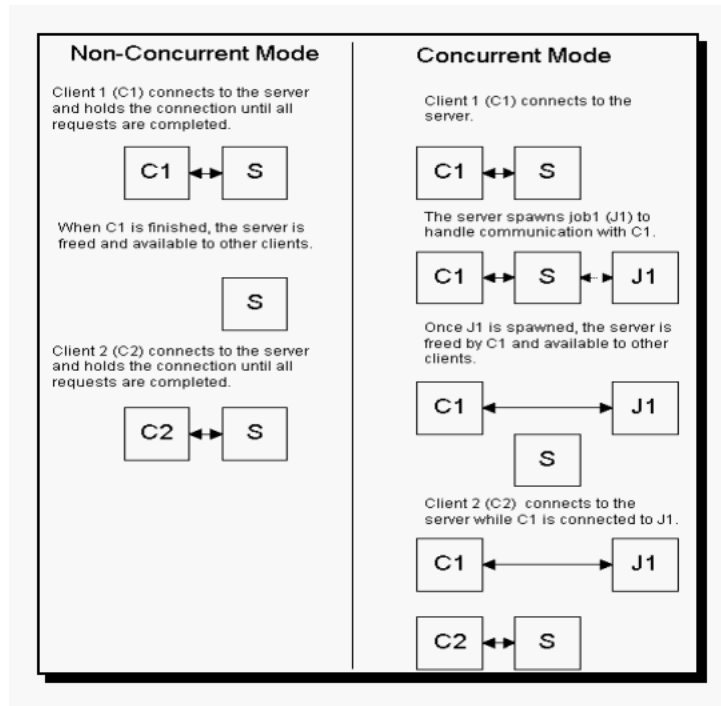 Non-Concurrent Mode
Client 1 (C1) connects to the server
and holds the connection until all
requests are completed.
C1 S
When C1 is finished, the server is
freed and available to other clients.
S
Client 2 (C2) connects to the server
and holds the connection until all
requests are completed.
C2 S
Concurrent Mode
Client 1 (C1) connects to the
server.
C1 S
The server spawns job1 (J1) to
handle communication with C1.
C1 S J1
Once J1 is spawned, the server is
freed by C1 and available to other
clients.
C1 J1
S
Client 2 (C2) connects to the
server while C1 is connected to J1.
C1 J1
C2 S